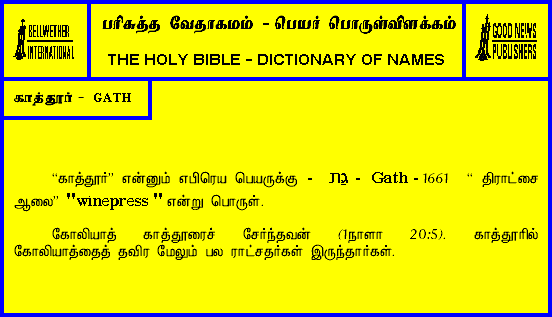 BELLWETHER
INTERNATIONAL
பரிசுத்த வேதாகமம் - பெயர் பொருள்விளக்கம்
THE HOLY BIBLE - DICTIONARY OF NAMES
GOOD NEWS
PUBLISHERS
காத்தூர் - GATH
“காத்தூர்” என்னும் எபிரெய பெயருக்கு - גת - Gath - 1661 “ திராட்சை
ஆலை” "winepress " என்று பொருள்.
கோலியாத் காத்தூரைச் சேர்ந்தவன் (1நாளா 20:5). காத்தூரில்
கோலியாத்தைத் தவிர மேலும் பல ராட்சதர்கள் இருந்தார்கள்.